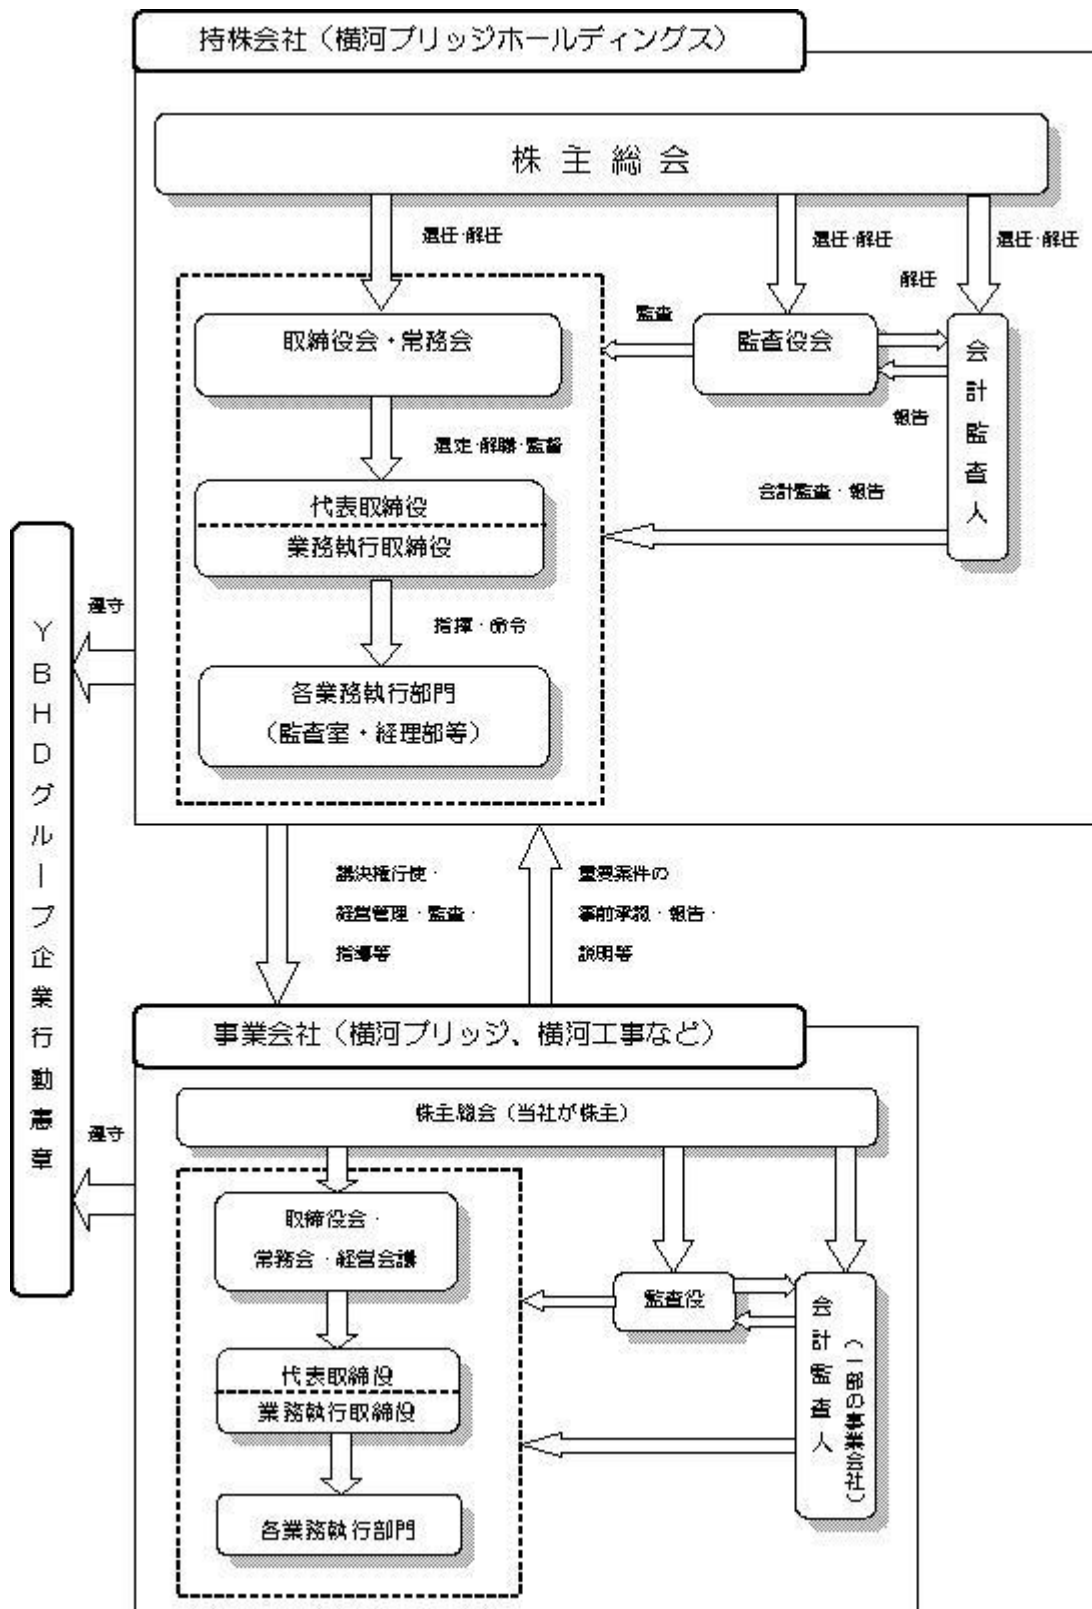 持株会社（横河ブリッジホールディングス）
株主総会
選任・解任
選任・解任
選任・解任
解任
監査
取締役会・常務会
監査役会
会計監査人
報告
選定・解職・監督
会計監査・報告
代表取締役
業務執行取締役
遵守
指揮・命令
各業務執行部門
（監査室・経理部等）
YBHDグループ企業行動憲章
議決権行使・
経営管理・監査・
指導等
重要案件の
事前承認・報告・
説明等
事業会社（横河ブリッジ、横河工事など）
株主総会（当社が株主）
遵守
取締役会・
常務会・経営会議
監査役
会計監査人
（一部の事業会社）
代表取締役
業務執行取締役
各業務執行部門